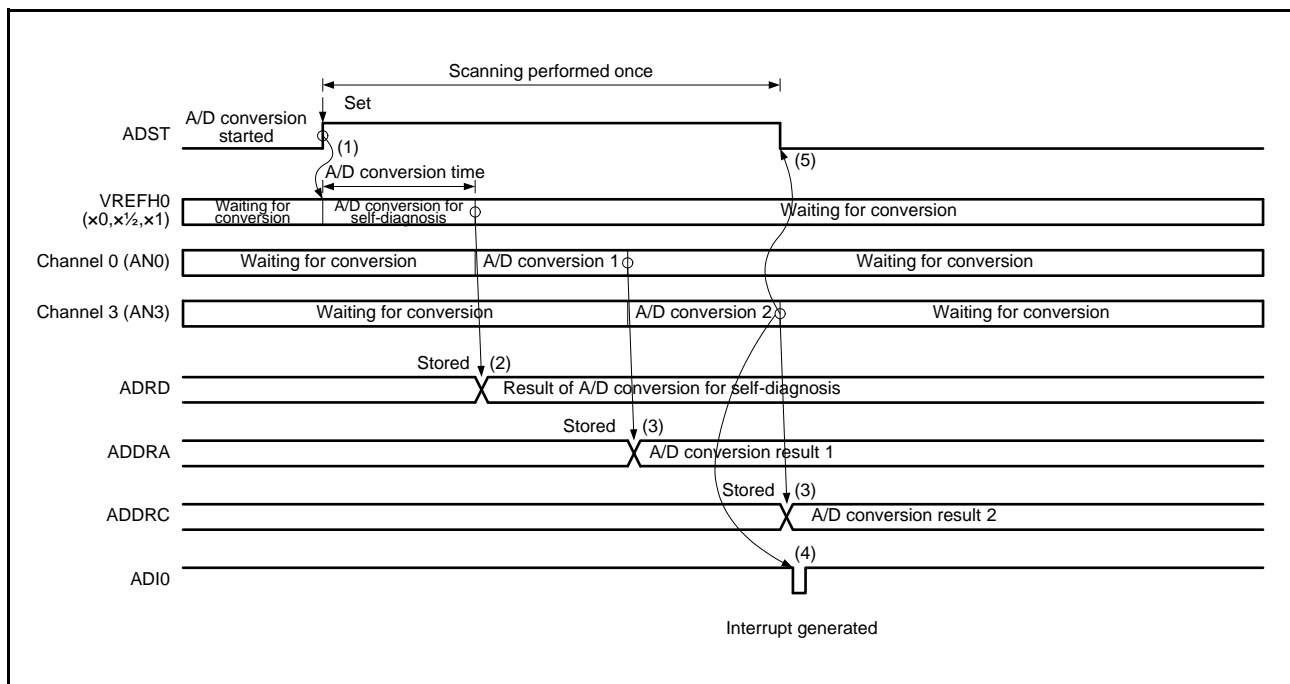 Scanning performed once
Set
ADST
A/D conversion
started
(1)
(5)
A/D conversion time
VREFH0
(×0,×½,×1)
Waiting for
conversion
A/D conversion for
self-diagnosis
Waiting for conversion
Channel 0 (AN0)
Waiting for conversion
A/D conversion 1
Waiting for conversion
Channel 3 (AN3)
Waiting for conversion
A/D conversion 2
Waiting for conversion
Stored
(2)
ADRD
Result of A/D conversion for self-diagnosis
Stored
(3)
ADDRA
A/D conversion result 1
Stored
(3)
ADDRC
A/D conversion result 2
(4)
ADI0
Interrupt generated